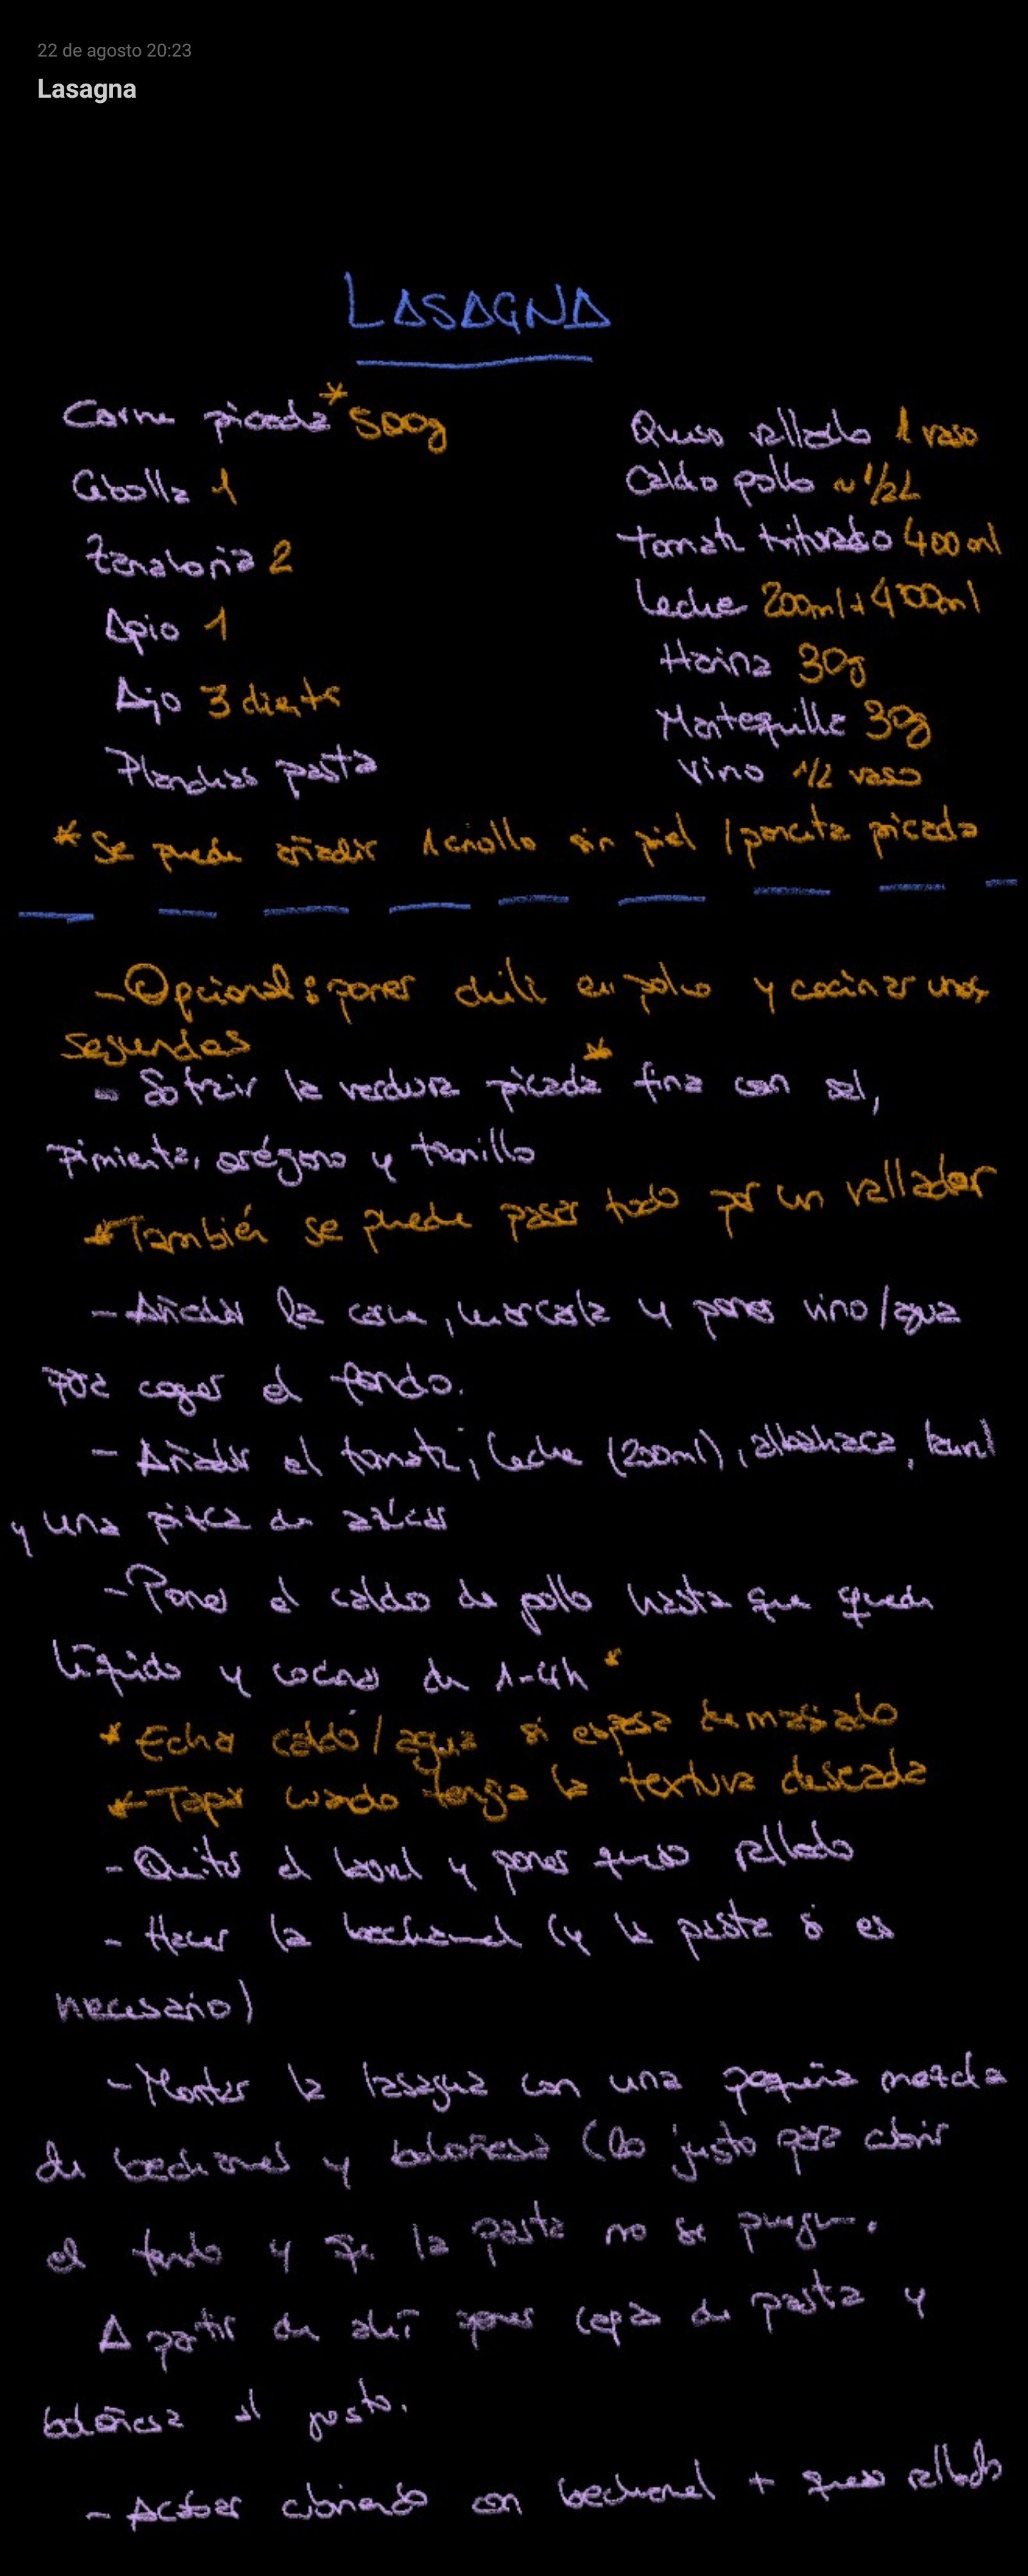 22 de agosto 20:23
Lasagna
LASAGNA
Carne picada* 500g
Cebolla 1
Zanahoria 2
Apio 1
Ajo 3 dientes
Planchas pasta
Queso rallado 1 vaso
Caldo pollo ~ 1/2L
Tomate triturado 400ml
Leche 200ml + 400ml
Harina 30g
Mantequilla 30g
Vino 1/2 vaso
* Se puede añadir 1 criollo sin piel / panceta picada
- Opcional: poner chili en polvo y cocinar unos
segundos
- Sofreir la verdura picada* fina con sal,
pimienta, orégano y tomillo
* También se puede pasar todo por un rallador
- Añadir la carne, marcarla y poner vino/agua
para coger el fondo.
- Añadir el tomate, leche (200ml), albahaca, laurel
y una pizca de azúcar
- Poner el caldo de pollo hasta que quede
líquido y cocinar de 1-4h *
* Echar caldo/agua si espesa demasiado
* Tapar cuando tenga la textura deseada
- Quitar el laurel y poner queso rallado
- Hacer la bechamel (y la pasta si es
necesario)
- Montar la lasagna con una pequeña mezcla
de bechamel y boloñesa (lo justo para cubrir
el fondo y que la pasta no se pegue.
A partir de ahí poner capas de pasta y
boloñesa al gusto.
- Acabar cubriendo con bechamel + queso rallado